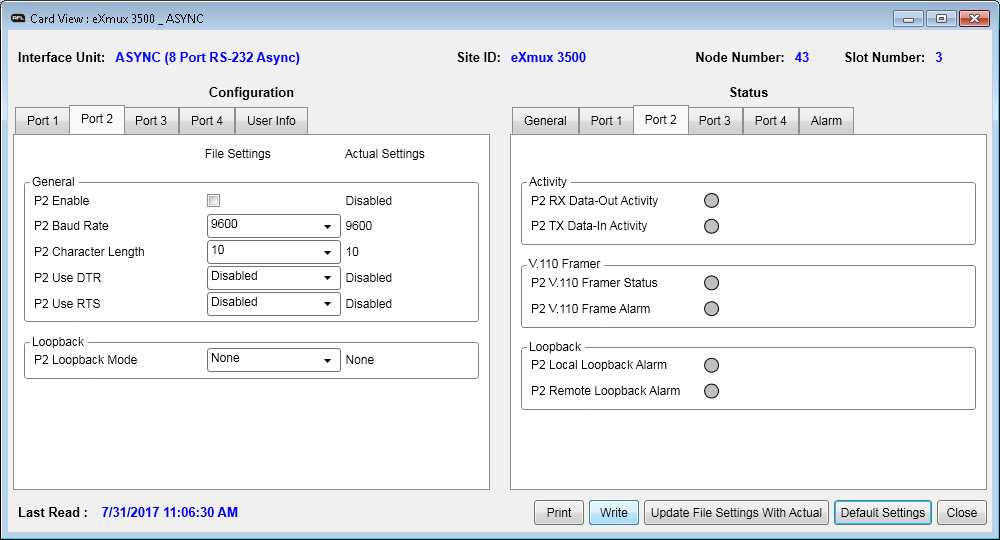 AFL Card View : eXmux 3500 _ ASYNC
Interface Unit: ASYNC (8 Port RS-232 Async) Site ID: eXmux 3500 Node Number: 43 Slot Number: 3
Configuration
Port 1 Port 2 Port 3 Port 4 User Info
File Settings Actual Settings
General
P2 Enable Disabled
P2 Baud Rate 9600 9600
P2 Character Length 10 10
P2 Use DTR Disabled Disabled
P2 Use RTS Disabled Disabled
Loopback
P2 Loopback Mode None None
Status
General Port 1 Port 2 Port 3 Port 4 Alarm
Activity
P2 RX Data-Out Activity
P2 TX Data-In Activity
V.110 Framer
P2 V.110 Framer Status
P2 V.110 Frame Alarm
Loopback
P2 Local Loopback Alarm
P2 Remote Loopback Alarm
Last Read : 7/31/2017 11:06:30 AM
Print Write Update File Settings With Actual Default Settings Close